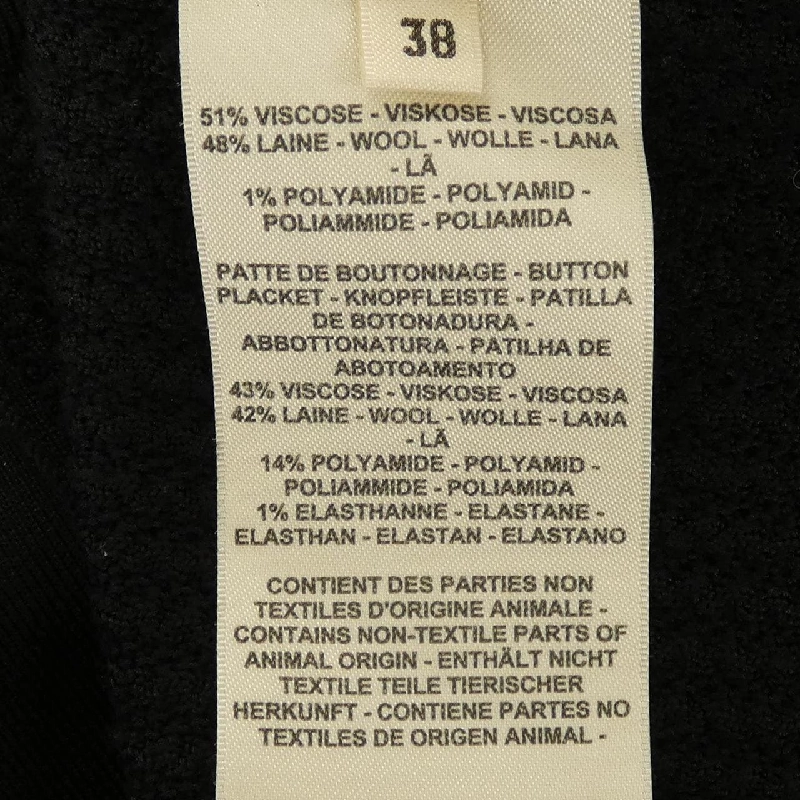 38
51% VISCOSE - VISKOSE - VISCOSA
48% LAINE - WOOL - WOLLE - LANA
- LÃ
1% POLYAMIDE - POLYAMID -
POLIAMMIDE - POLIAMIDA
PATTE DE BOUTONNAGE - BUTTON
PLACKET - KNOPFLEISTE - PATILLA
DE BOTONADURA -
ABBOTTONATURA - PATILHA DE
ABOTOAMENTO
43% VISCOSE - VISKOSE - VISCOSA
42% LAINE - WOOL - WOLLE - LANA
- LÃ
14% POLYAMIDE - POLYAMID -
POLIAMMIDE - POLIAMIDA
1% ELASTHANNE - ELASTANE -
ELASTHAN - ELASTAN - ELASTANO
CONTIENT DES PARTIES NON
TEXTILES D'ORIGINE ANIMALE -
CONTAINS NON-TEXTILE PARTS OF
ANIMAL ORIGIN - ENTHÄLT NICHT
TEXTILE TEILE TIERISCHER
HERKUNFT - CONTIENE PARTES NO
TEXTILES DE ORIGEN ANIMAL -